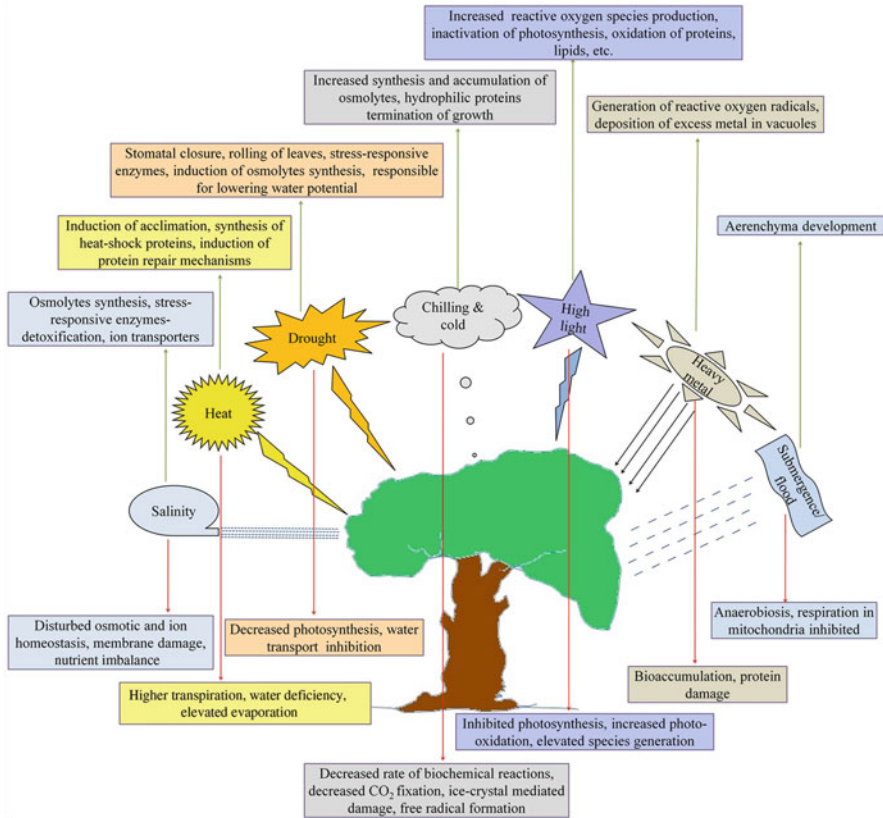 Increased reactive oxygen species production,
inactivation of photosynthesis, oxidation of proteins,
lipids, etc.
Increased synthesis and accumulation of
osmolytes, hydrophilic proteins
termination of growth
Generation of reactive oxygen radicals,
deposition of excess metal in vacuoles
Stomatal closure, rolling of leaves, stress-responsive
enzymes, induction of osmolytes synthesis, responsible
for lowering water potential
Induction of acclimation, synthesis of
heat-shock proteins, induction of
protein repair mechanisms
Aerenchyma development
Osmolytes synthesis, stress-
responsive enzymes-
detoxification, ion transporters
Chilling &
cold
High
light
Drought
Heavy
metal
Heat
Submergence/
flood
Salinity
Disturbed osmotic and ion
homeostasis, membrane damage,
nutrient imbalance
Decreased photosynthesis, water
transport inhibition
Anaerobiosis, respiration in
mitochondria inhibited
Bioaccumulation, protein
damage
Higher transpiration, water deficiency,
elevated evaporation
Inhibited photosynthesis, increased photo-
oxidation, elevated species generation
Decreased rate of biochemical reactions,
decreased CO₂ fixation, ice-crystal mediated
damage, free radical formation